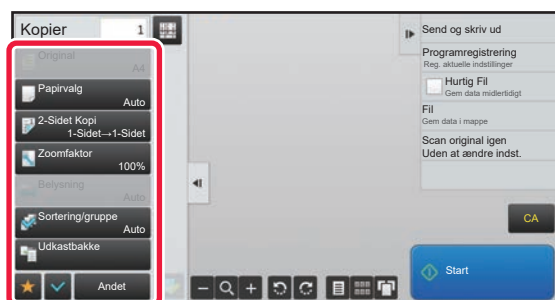 Kopier
1
Original
A4
Papirvalg
Auto
2-Sidet Kopi
1-Sidet→1-Sidet
Zoomfaktor
100%
Belysning
Auto
Sortering/gruppe
Auto
Udkastbakke
Andet
Send og skriv ud
Programregistrering
Reg. aktuelle indstillinger
Hurtig Fil
Gem data midlertidigt
Fil
Gem data i mappe
Scan original igen
Uden at ændre indst.
CA
Start